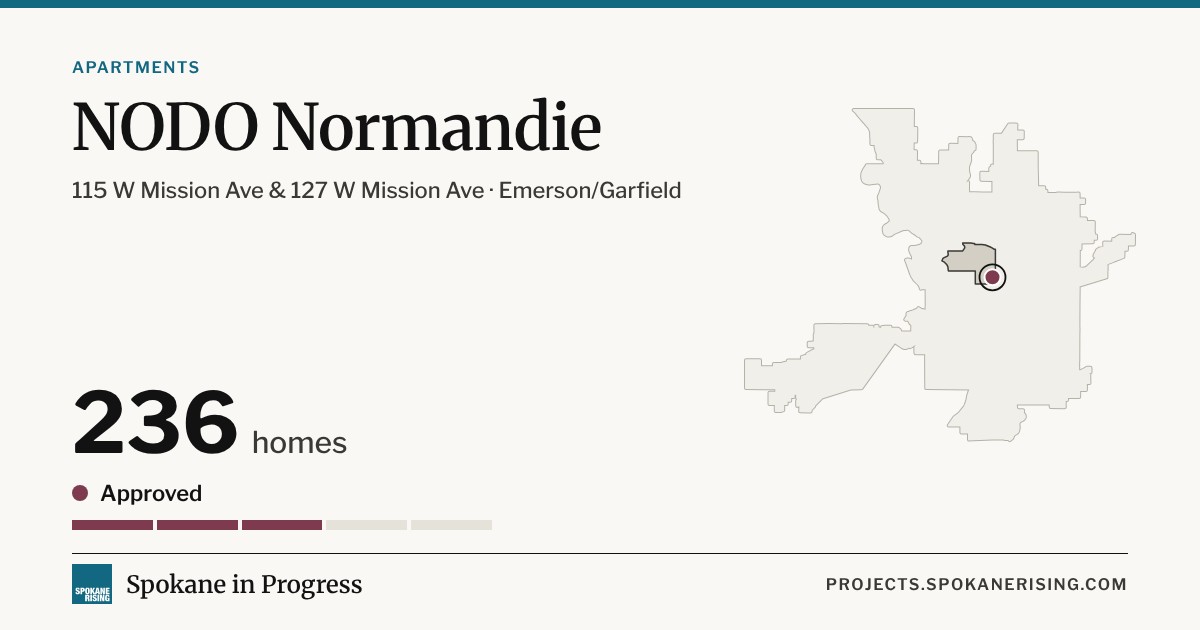 APARTMENTS
NODO Normandie
115 W Mission Ave & 127 W Mission Ave · Emerson/Garfield
236 homes
Approved
SPOKANE
RISING
Spokane in Progress
PROJECTS.SPOKANERISING.COM